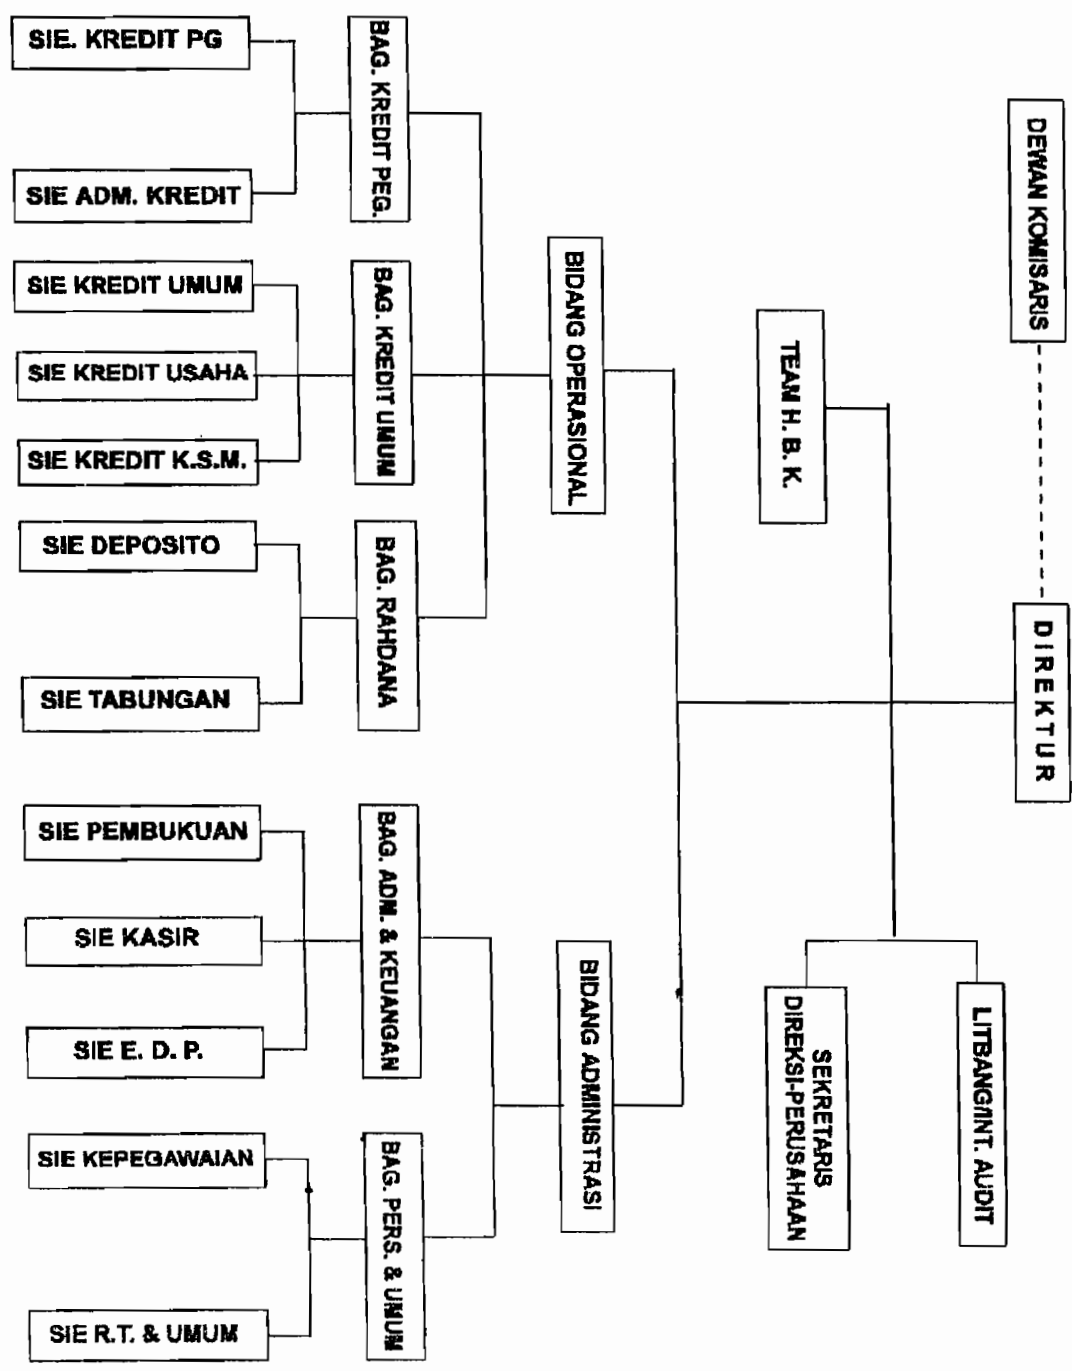 DEWAN KOMISARIS
DIREKTUR
TEAM H. B. K.
LITBANG/INT. AUDIT
SEKRETARIS
DIREKSI-PERUSAHAAN
BIDANG OPERASIONAL
BIDANG ADMINISTRASI
BAG. KREDIT PEG.
BAG. KREDIT UMUM
BAG. RAHDANA
BAG. ADM. & KEUANGAN
BAG. PERS. & UMUM
SIE. KREDIT PG
SIE ADM. KREDIT
SIE KREDIT UMUM
SIE KREDIT USAHA
SIE KREDIT K.S.M.
SIE DEPOSITO
SIE TABUNGAN
SIE PEMBUKUAN
SIE KASIR
SIE E. D. P.
SIE KEPEGAWAIAN
SIE R.T. & UMUM